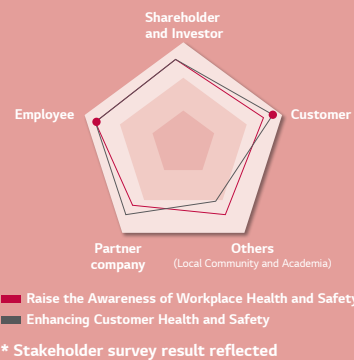 Shareholder
and Investor
Employee
Customer
Partner
company
Others
(Local Community and Academia)
Raise the Awareness of Workplace Health and Safety
Enhancing Customer Health and Safety
* Stakeholder survey result reflected